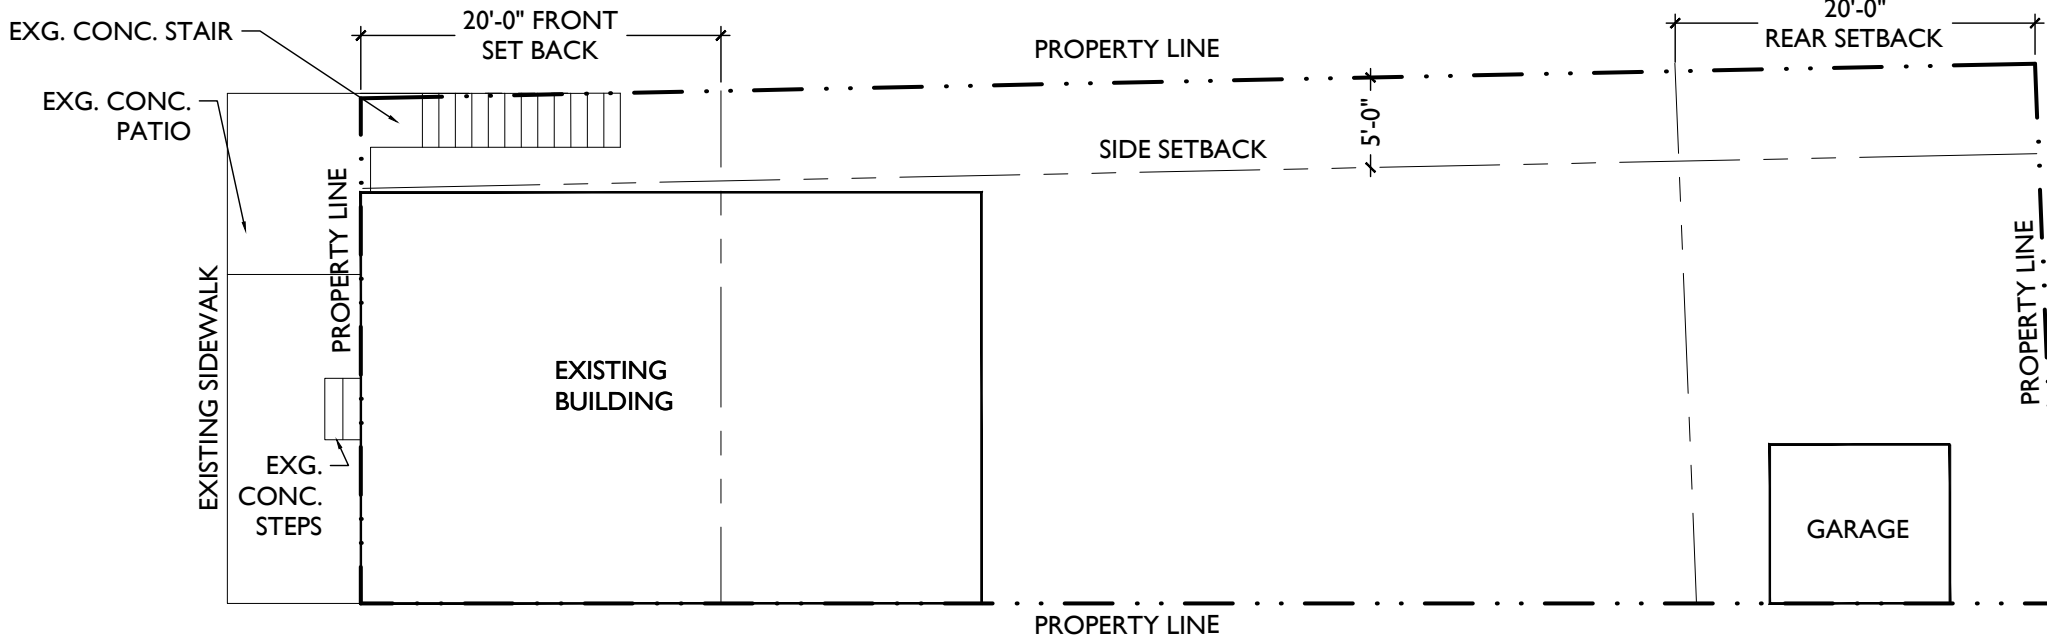 EXG. CONC. STAIR
20'-0" FRONT
SET BACK
PROPERTY LINE
20'-0"
REAR SETBACK
EXG. CONC.
PATIO
5'-0"
SIDE SETBACK
PROPERTY LINE
EXISTING SIDEWALK
PROPERTY LINE
EXISTING
BUILDING
EXG.
CONC.
STEPS
GARAGE
PROPERTY LINE